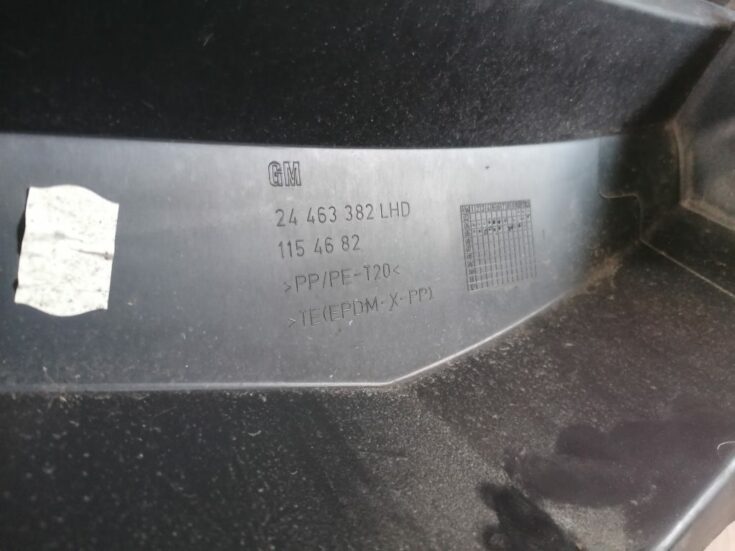 GM
24 463 382 LHD
115 46 82
>PP/PE-T20<
>TE(EPDM-X-PP)